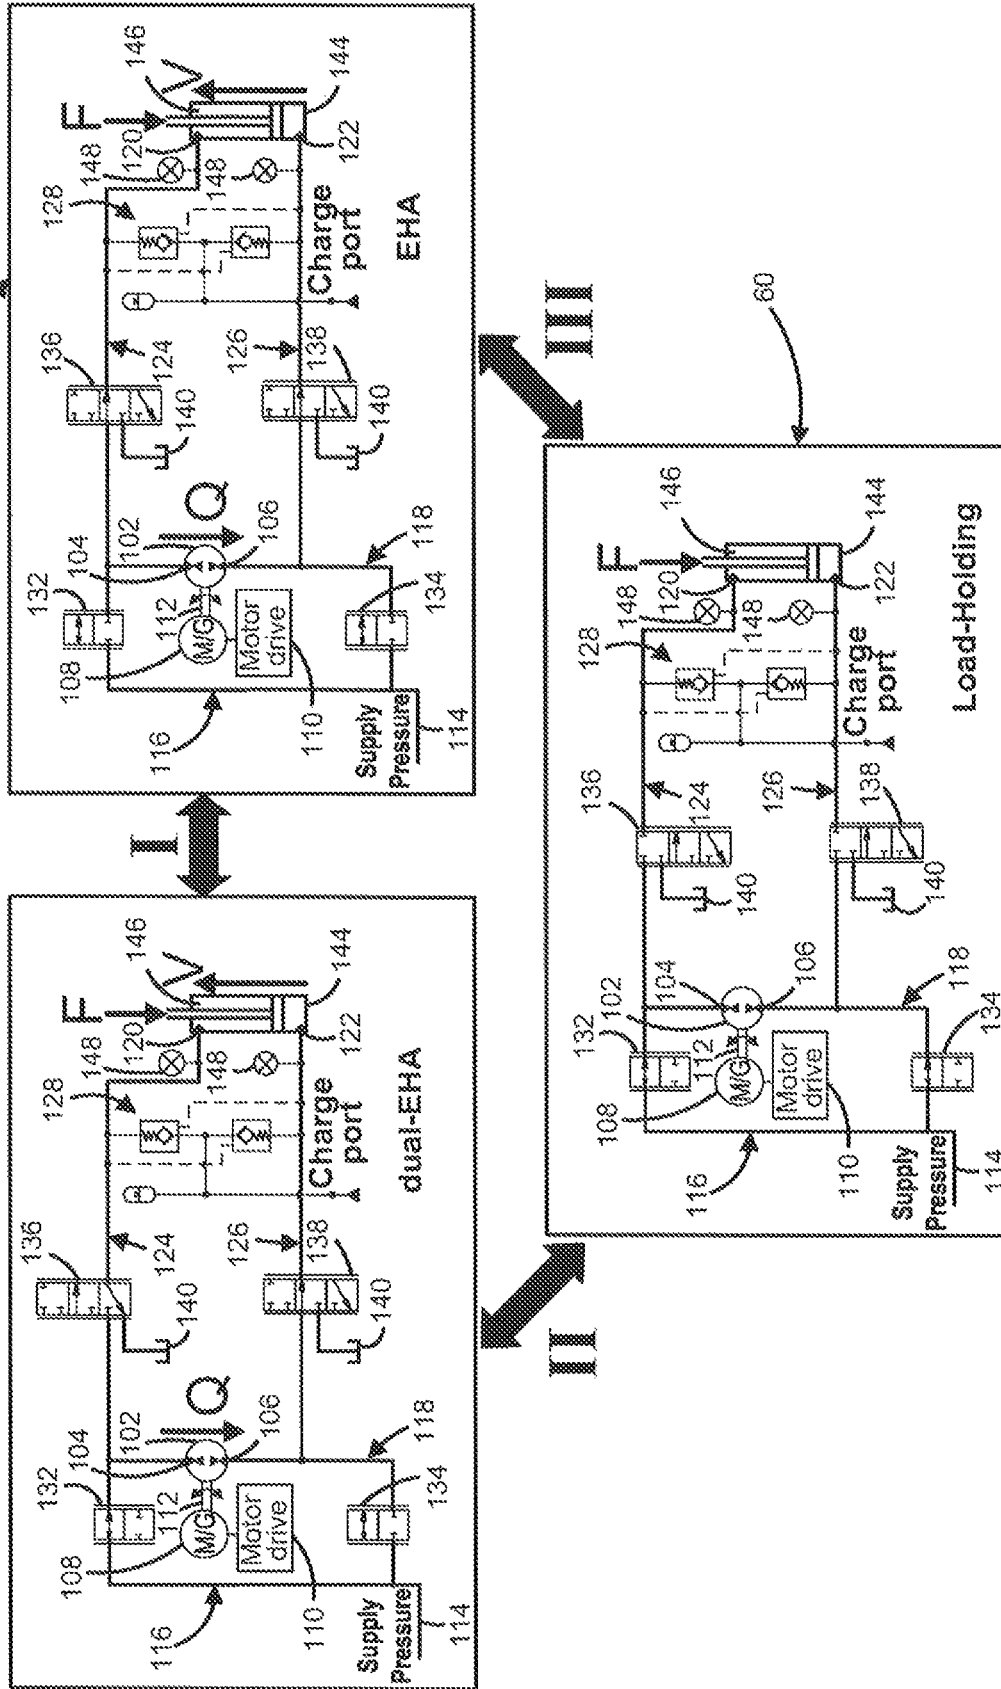 dual-EHA
116
108
132
104
102
Q
106
112
M/G
Motor
drive
110
134
118
Supply
Pressure
114
136
124
140
126
138
140
128
148
148
120
F
146
V
144
122
Charge
port
I
EHA
116
108
132
104
102
Q
106
112
M/G
Motor
drive
110
134
118
Supply
Pressure
114
136
124
140
126
138
140
128
148
148
120
F
146
V
144
122
Charge
port
II
III
60
Load-Holding
116
108
132
102
104
106
112
M/G
Motor
drive
110
134
118
Supply
Pressure
114
136
124
140
126
138
140
128
148
148
120
F
146
144
122
Charge
port